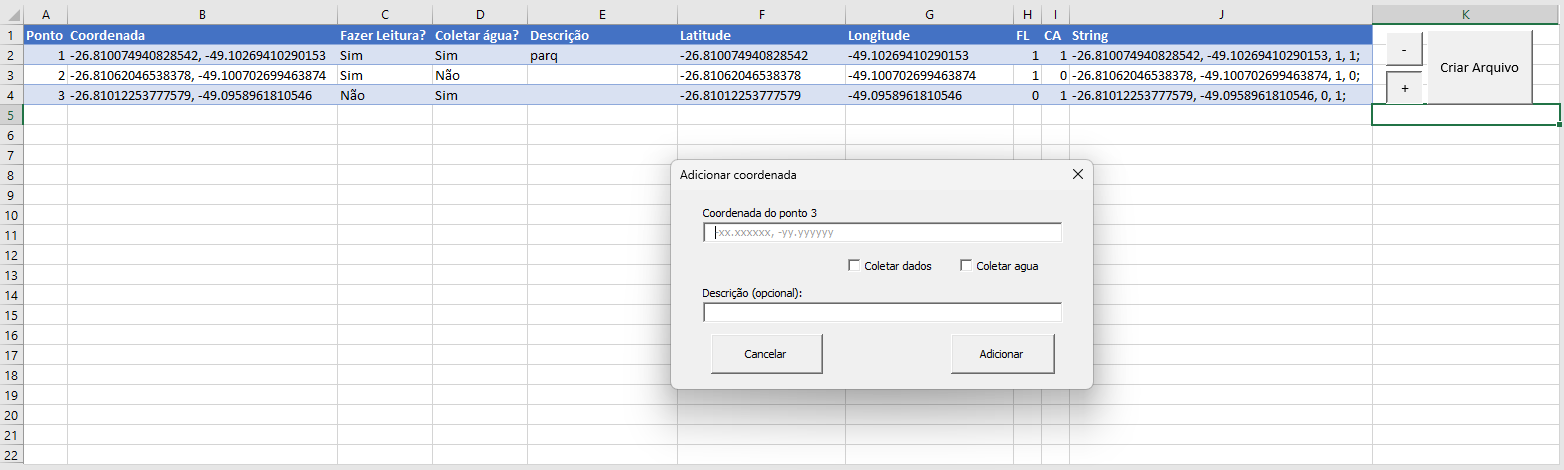 A B C D E F G H I J K
1 Ponto Coordenada Fazer Leitura? Coletar água? Descrição Latitude Longitude FL CA String
2 1 -26.810074940828542, -49.10269410290153 Sim Sim parq -26.810074940828542 -49.10269410290153 1 1 -26.810074940828542, -49.10269410290153, 1, 1;
3 2 -26.81062046538378, -49.100702699463874 Sim Não -26.81062046538378 -49.100702699463874 1 0 -26.81062046538378, -49.100702699463874, 1, 0;
4 3 -26.81012253777579, -49.0958961810546 Não Sim -26.81012253777579 -49.0958961810546 0 1 -26.81012253777579, -49.0958961810546, 0, 1;
-
Criar Arquivo
+
5
6
7
8
9
10
11
12
13
14
15
16
17
18
19
20
21
22
Adicionar coordenada
Coordenada do ponto 3
-xx.xxxxxx, -yy.yyyyyy
Coletar dados Coletar agua
Descrição (opcional):
Cancelar Adicionar